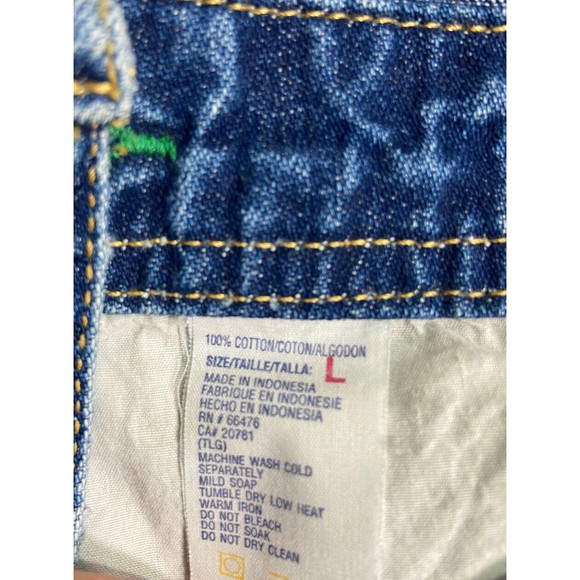 100% COTTON/COTON/ALGODON
SIZE/TAILLE/TALLA: L
MADE IN INDONESIA
FABRIQUE EN INDONESIE
HECHO EN INDONESIA
RN # 66476
CA# 20781
(TLG)
MACHINE WASH COLD
SEPARATELY
MILD SOAP
TUMBLE DRY LOW HEAT
WARM IRON
DO NOT BLEACH
DO NOT SOAK
DO NOT DRY CLEAN